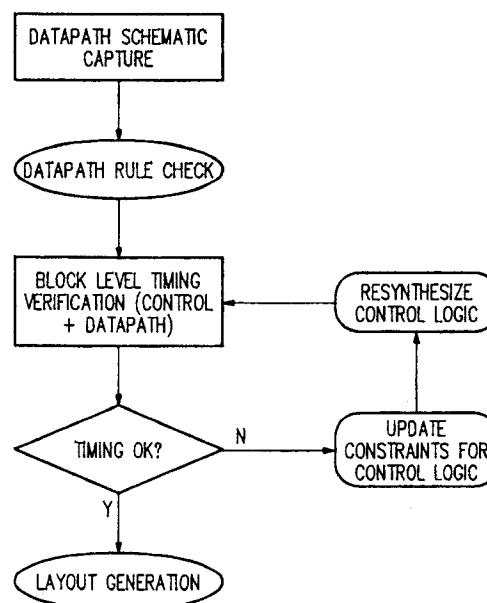 DATAPATH SCHEMATIC
CAPTURE
DATAPATH RULE CHECK
BLOCK LEVEL TIMING
VERIFICATION (CONTROL
+ DATAPATH)
RESYNTHESIZE
CONTROL LOGIC
TIMING OK?
N
UPDATE
CONSTRAINTS FOR
CONTROL LOGIC
Y
LAYOUT GENERATION